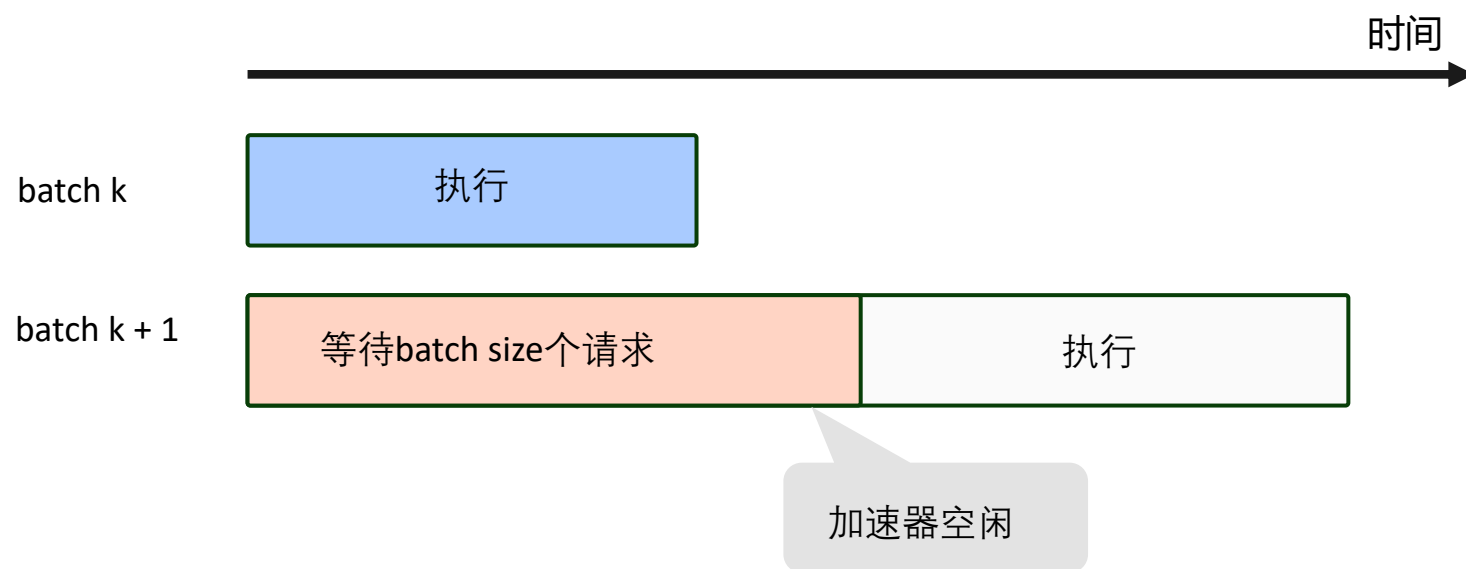 时间
batch k
执行
batch k + 1
等待batch size个请求
执行
加速器空闲